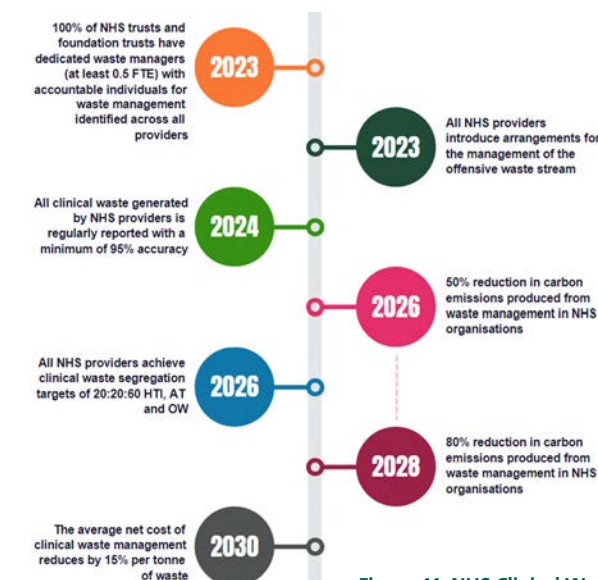 100% of NHS trusts and
foundation trusts have
dedicated waste managers
(at least 0.5 FTE) with
accountable individuals for
waste management
identified across all
providers
2023
2023
All NHS providers
introduce arrangements for
the management of the
offensive waste stream
All clinical waste generated
by NHS providers is
regularly reported with a
minimum of 95% accuracy
2024
2026
50% reduction in carbon
emissions produced from
waste management in NHS
organisations
All NHS providers achieve
clinical waste segregation
targets of 20:20:60 HTI, AT
and OW
2026
2028
80% reduction in carbon
emissions produced from
waste management in NHS
organisations
The average net cost of
clinical waste management
reduces by 15% per tonne
of waste
2030